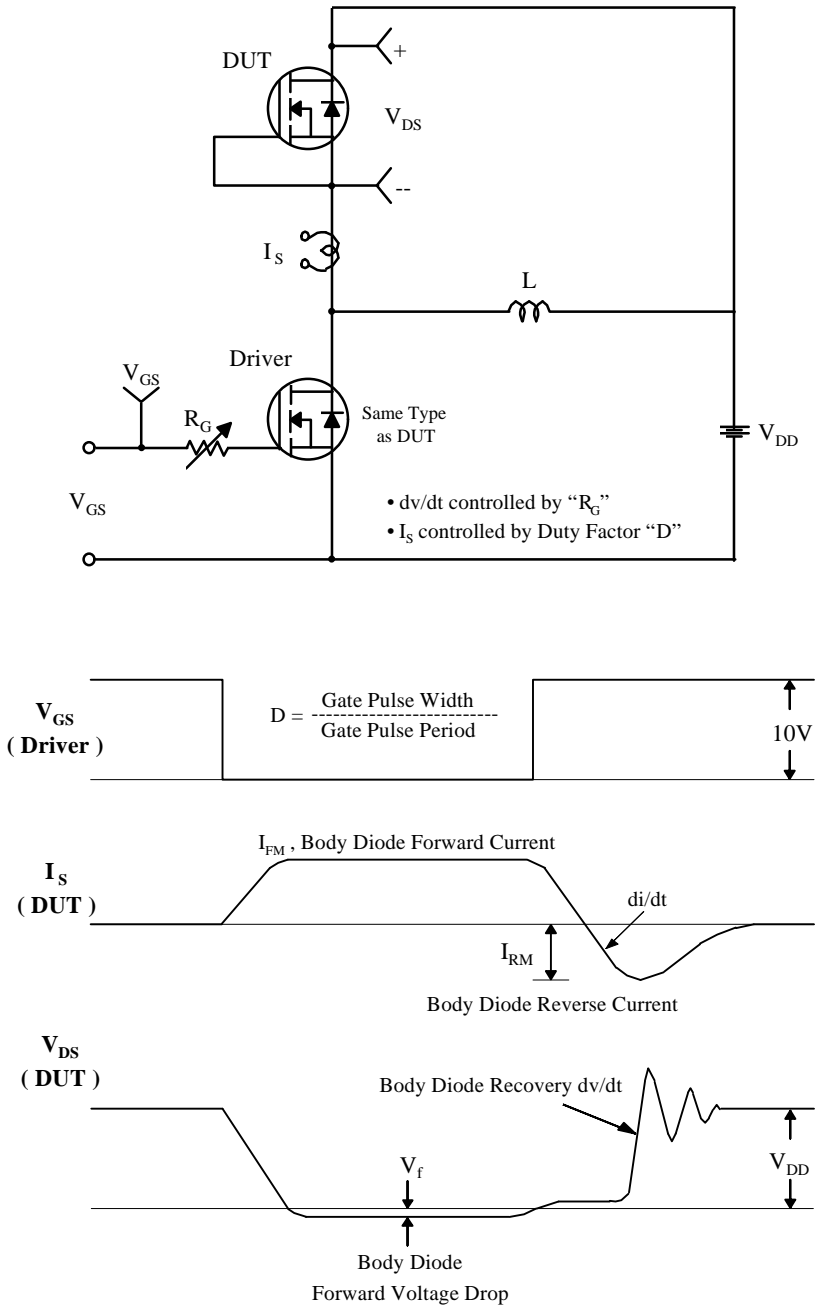 DUT
+
V_DS
--
I_S
L
Driver
V_GS
R_G
Same Type
as DUT
V_DD
V_GS
• dv/dt controlled by “R_G”
• I_S controlled by Duty Factor “D”
V_GS
( Driver )
D = Gate Pulse Width
--------------------------
Gate Pulse Period
10V
I_FM , Body Diode Forward Current
I_S
( DUT )
di/dt
I_RM
Body Diode Reverse Current
V_DS
( DUT )
Body Diode Recovery dv/dt
V_f
V_DD
Body Diode
Forward Voltage Drop